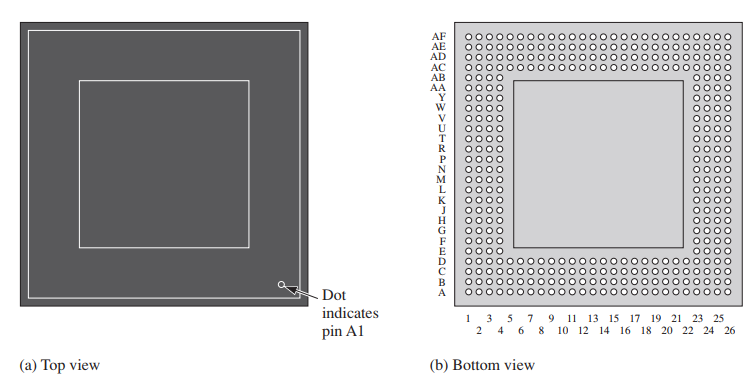 AF
AE
AD
AC
AB
AA
Y
W
V
U
T
R
P
N
M
L
K
J
H
G
F
E
D
C
B
A
Dot
indicates
pin A1
1 3 5 7 9 11 13 15 17 19 21 23 25
2 4 6 8 10 12 14 16 18 20 22 24 26
(a) Top view
(b) Bottom view